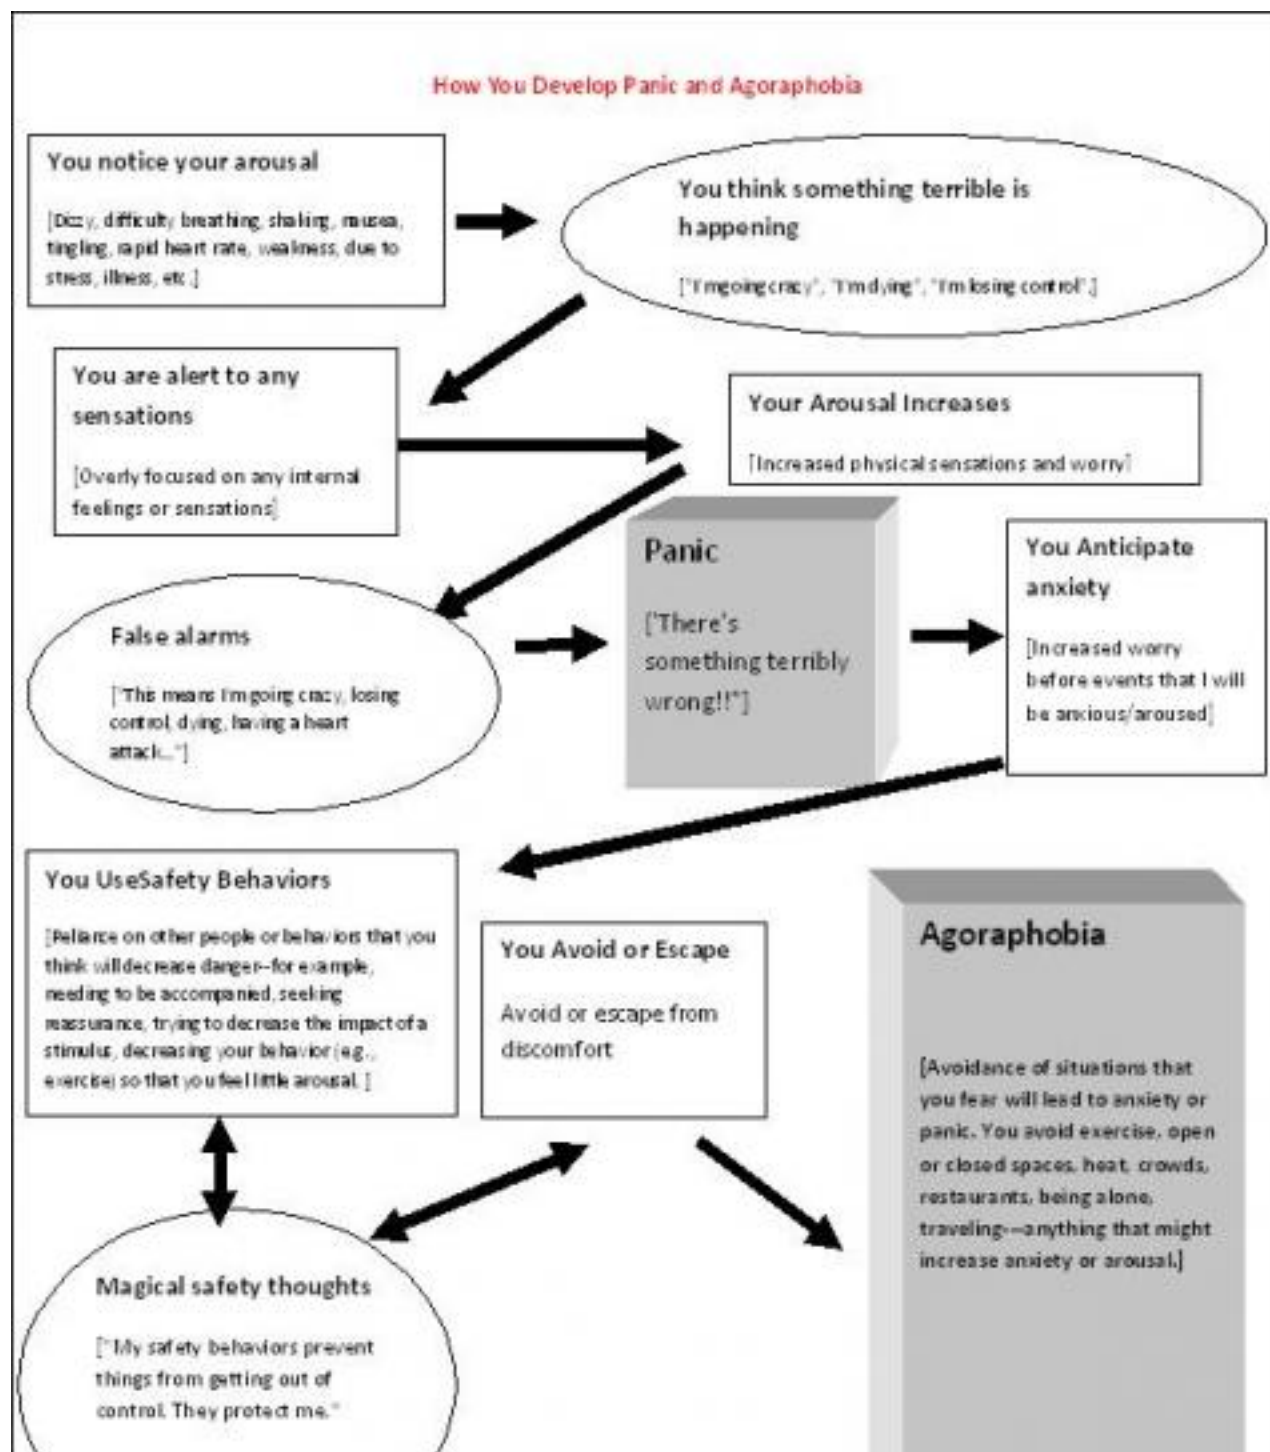 How You Develop Panic and Agoraphobia
You notice your arousal
[Dizzy, difficulty breathing, shaking, nausea,
tingling, rapid heart rate, weakness, due to
stress, illness, etc.]
You think something terrible is
happening
["I'm going crazy", "I'm dying", "I'm losing control".]
You are alert to any
sensations
[Overly focused on any internal
feelings or sensations]
Your Arousal Increases
[Increased physical sensations and worry]
False alarms
["This means I'm going crazy, losing
control, dying, having a heart
attack..."]
Panic
["There's
something terribly
wrong!!"]
You Anticipate
anxiety
[Increased worry
before events that I will
be anxious/aroused]
You UseSafety Behaviors
[Reliance on other people or behaviors that you
think will decrease danger--for example,
needing to be accompanied, seeking
reassurance, trying to decrease the impact of a
stimulus, decreasing your behavior (e.g.,
exercise) so that you feel little arousal. ]
You Avoid or Escape
Avoid or escape from
discomfort
Agoraphobia
[Avoidance of situations that
you fear will lead to anxiety or
panic. You avoid exercise, open
or closed spaces, heat, crowds,
restaurants, being alone,
traveling---anything that might
increase anxiety or arousal.]
Magical safety thoughts
["My safety behaviors prevent
things from getting out of
control. They protect me."